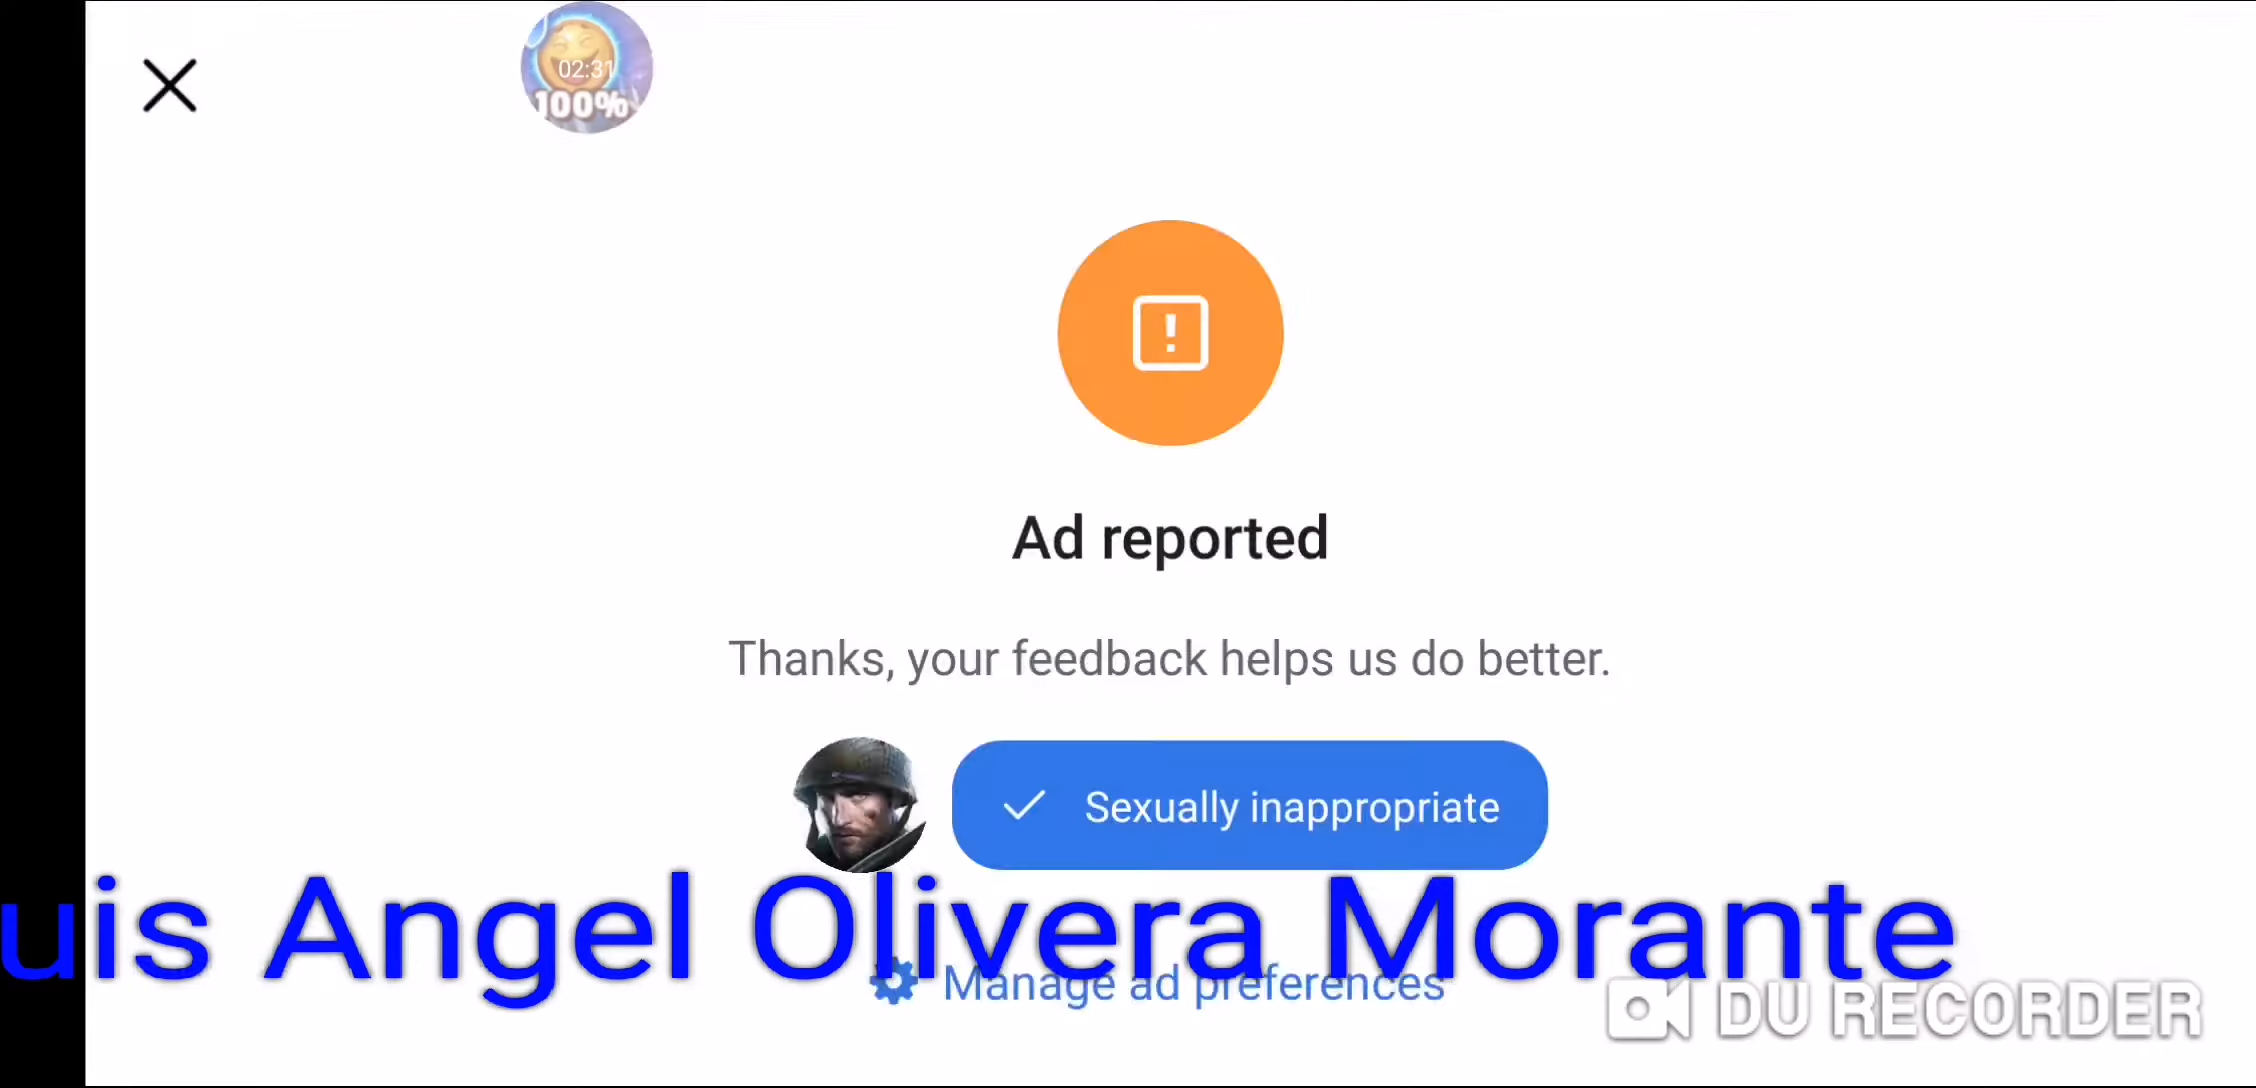 02:31
100%
Ad reported
Thanks, your feedback helps us do better.
Sexually inappropriate
uis Angel Olivera Morante
Manage ad preferences
DU RECORDER